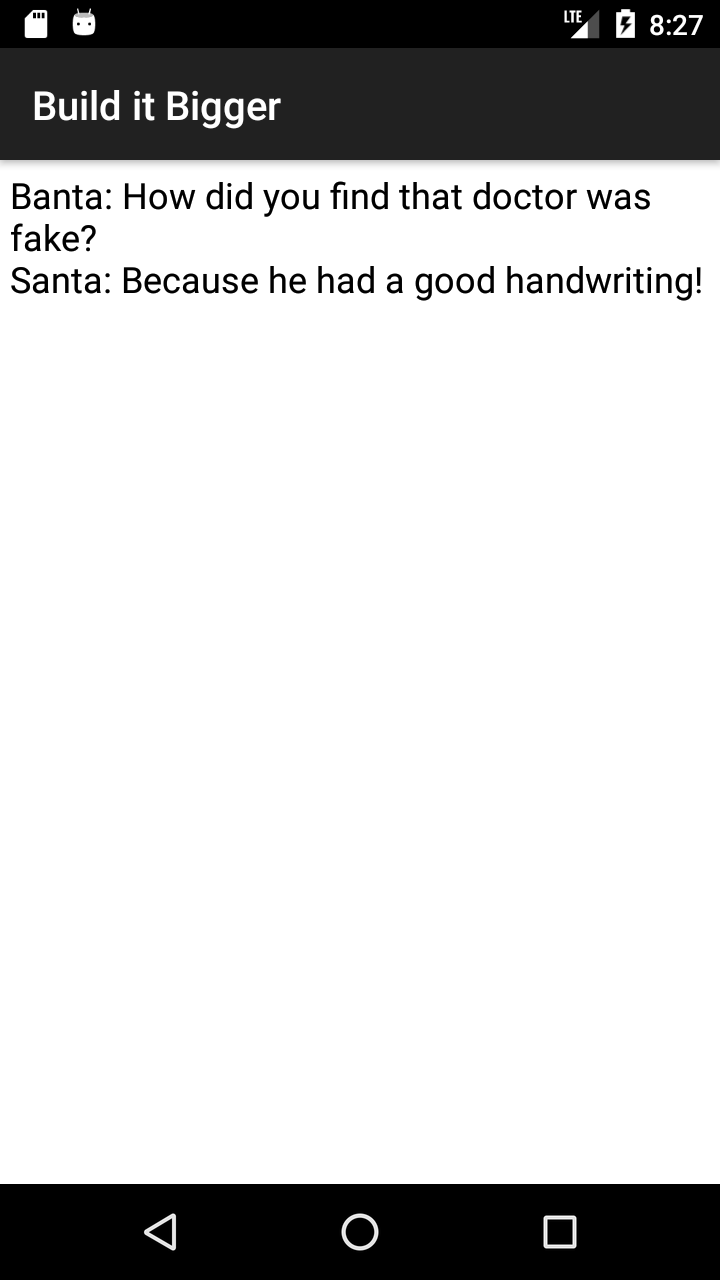 LTE 8:27
Build it Bigger
Banta: How did you find that doctor was
fake?
Santa: Because he had a good handwriting!